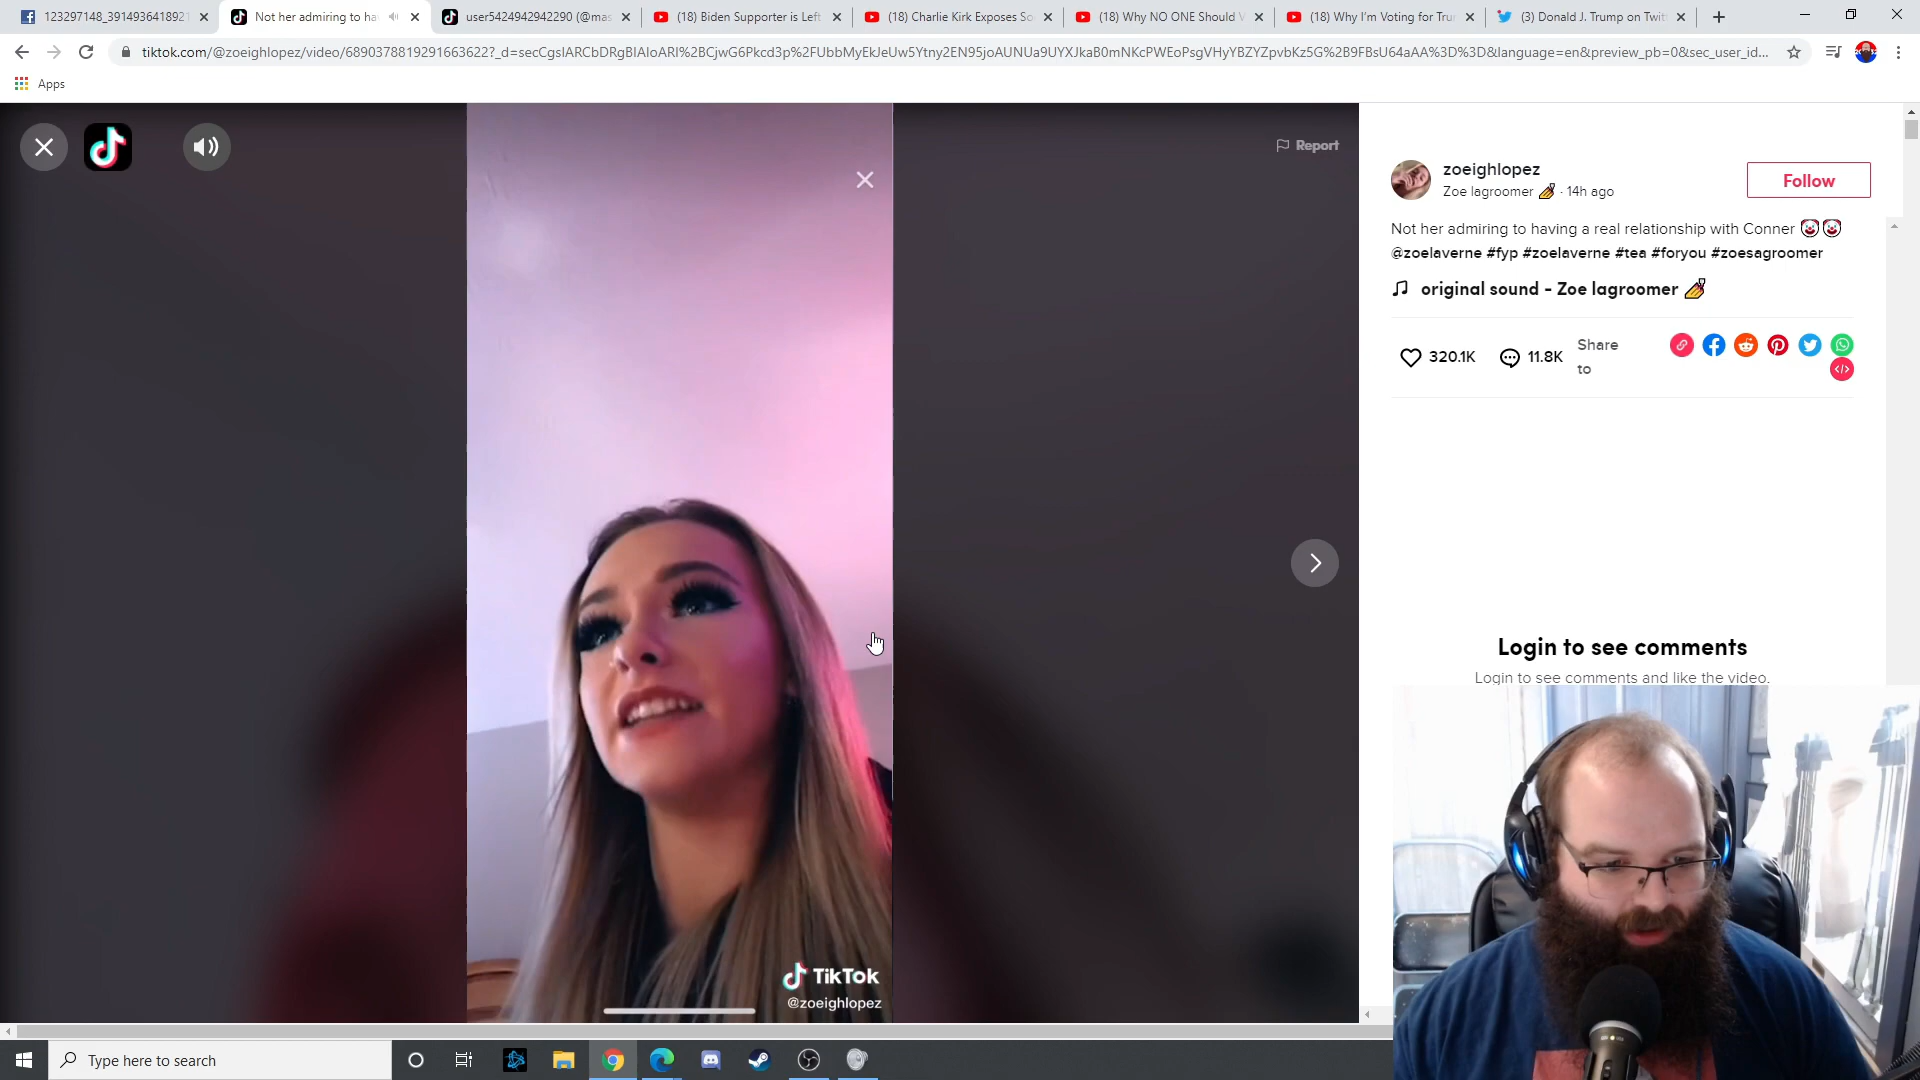 123297148_3914936418921
Not her admiring to ha
user5424942942290 (@mas
(18) Biden Supporter is Left
(18) Charlie Kirk Exposes So
(18) Why NO ONE Should V
(18) Why I'm Voting for Tru
(3) Donald J. Trump on Twit
tiktok.com/@zoeighlopez/video/6890378819291663622?_d=secCgsIARCbDRgBIAIoARI%2BCjwG6Pkcd3p%2FUbbMyEkJeUw5Ytny2EN95joAUNUa9UYXJkaB0mNKcPWEoPsgVHyYBZYZpvbKz5G%2B9FBsU64aAA%3D%3D&language=en&preview_pb=0&sec_user_id...
Apps
Report
zoeighlopez
Zoe lagroomer 💅 · 14h ago
Follow
Not her admiring to having a real relationship with Conner 🤡🤡
@zoelaverne #fyp #zoelaverne #tea #foryou #zoesagroomer
original sound - Zoe lagroomer 💅
320.1K
11.8K
Share to
Login to see comments
Login to see comments and like the video.
TikTok
@zoeighlopez
Type here to search